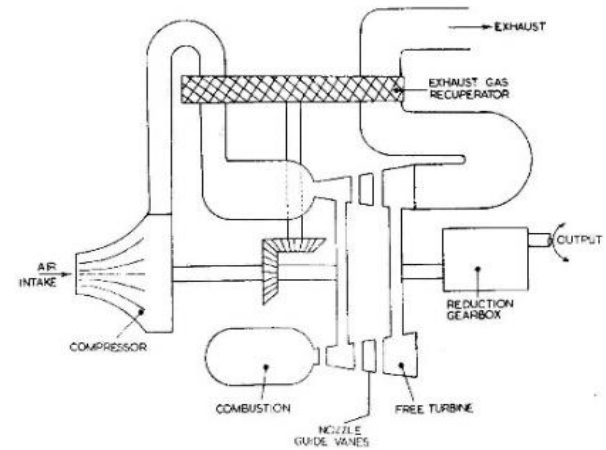 EXHAUST
EXHAUST GAS
RECUPERATOR
AIR
INTAKE
OUTPUT
REDUCTION
GEARBOX
COMPRESSOR
COMBUSTION
FREE TURBINE
NOZZLE
GUIDE VANES